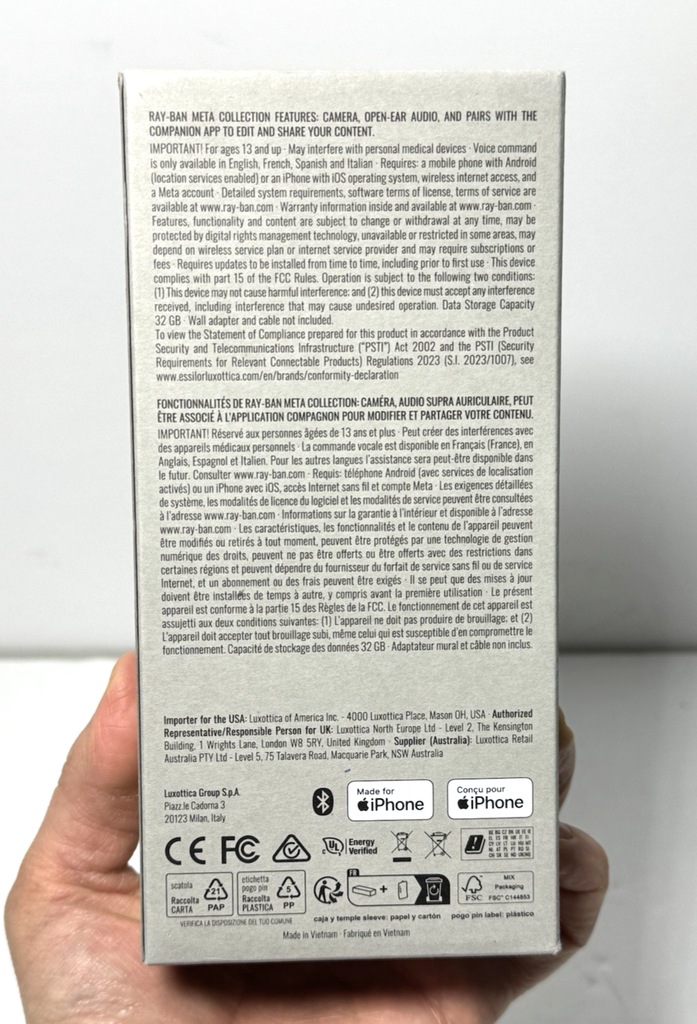 RAY-BAN META COLLECTION FEATURES: CAMERA, OPEN-EAR AUDIO, AND PAIRS WITH THE
COMPANION APP TO EDIT AND SHARE YOUR CONTENT.
IMPORTANT! For ages 13 and up · May interfere with personal medical devices · Voice command
is only available in English, French, Spanish and Italian · Requires: a mobile phone with Android
(location services enabled) or an iPhone with iOS operating system, wireless internet access, and
a Meta account · Detailed system requirements, software terms of license, terms of service are
available at www.ray-ban.com · Warranty information inside and available at www.ray-ban.com ·
Features, functionality and content are subject to change or withdrawal at any time, may be
protected by digital rights management technology, unavailable or restricted in some areas, may
depend on wireless service plan or internet service provider and may require subscriptions or
fees · Requires updates to be installed from time to time, including prior to first use · This device
complies with part 15 of the FCC Rules. Operation is subject to the following two conditions:
(1) This device may not cause harmful interference; and (2) this device must accept any interference
received, including interference that may cause undesired operation. Data Storage Capacity
32 GB · Wall adapter and cable not included.
To view the Statement of Compliance prepared for this product in accordance with the Product
Security and Telecommunications Infrastructure ("PSTI") Act 2002 and the PSTI (Security
Requirements for Relevant Connectable Products) Regulations 2023 (S.I. 2023/1007), see
www.essilorluxottica.com/en/brands/conformity-declaration
FONCTIONNALITÉS DE RAY-BAN META COLLECTION: CAMÉRA, AUDIO SUPRA AURICULAIRE, PEUT
ÊTRE ASSOCIÉ À L'APPLICATION COMPAGNON POUR MODIFIER ET PARTAGER VOTRE CONTENU.
IMPORTANT! Réservé aux personnes âgées de 13 ans et plus · Peut créer des interférences avec
des appareils médicaux personnels · La commande vocale est disponible en Français (France), en
Anglais, Espagnol et Italien. Pour les autres langues l'assistance sera peut-être disponible dans
le futur. Consulter www.ray-ban.com · Requis: téléphone Android (avec services de localisation
activés) ou un iPhone avec iOS, accès Internet sans fil et compte Meta · Les exigences détaillées
de système, les modalités de licence du logiciel et les modalités de service peuvent être consultées
à l'adresse www.ray-ban.com · Informations sur la garantie à l'intérieur et disponible à l'adresse
www.ray-ban.com · Les caractéristiques, les fonctionnalités et le contenu de l'appareil peuvent
être modifiés ou retirés à tout moment, peuvent être protégés par une technologie de gestion
numérique des droits, peuvent ne pas être offerts ou être offerts avec des restrictions dans
certaines régions et peuvent dépendre du fournisseur du forfait de service sans fil ou de service
Internet, et un abonnement ou des frais peuvent être exigés · Il se peut que des mises à jour
doivent être installées de temps à autre, y compris avant la première utilisation · Le présent
appareil est conforme à la partie 15 des Règles de la FCC. Le fonctionnement de cet appareil est
assujetti aux deux conditions suivantes: (1) L'appareil ne doit pas produire de brouillage; et (2)
L'appareil doit accepter tout brouillage subi, même celui qui est susceptible d'en compromettre le
fonctionnement. Capacité de stockage des données 32 GB · Adaptateur mural et câble non inclus.
Importer for the USA: Luxottica of America Inc. - 4000 Luxottica Place, Mason OH, USA · Authorized
Representative/Responsible Person for UK: Luxottica North Europe Ltd - Level 2, The Kensington
Building, 1 Wrights Lane, London W8 5RY, United Kingdom · Supplier (Australia): Luxottica Retail
Australia PTY Ltd - Level 5, 75 Talavera Road, Macquarie Park, NSW Australia
Luxottica Group S.p.A.
Piazz.le Cadorna 3
20123 Milan, Italy
Made for
iPhone
Conçu pour
iPhone
CE FC
UL Energy
Verified
scatola
Raccolta
CARTA
21
PAP
etichetta
pogo pin
Raccolta
PLASTICA
5
PP
FR
+
FSC
MIX
Packaging
FSC® C144853
VERIFICA LA DISPOSIZIONE DEL TUO COMUNE
caja y temple sleeve: papel y cartón pogo pin label: plástico
Made in Vietnam · Fabriqué en Vietnam